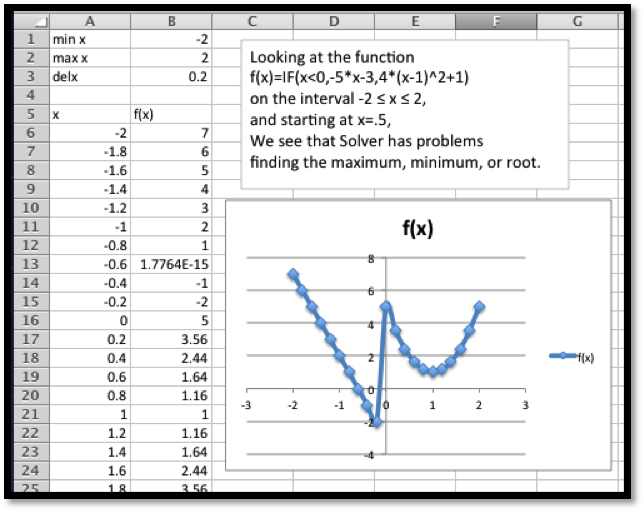 A B C D E F G
1 min x -2
2 max x 2
3 delx 0.2
4
5 x f(x)
6 -2 7
7 -1.8 6
8 -1.6 5
9 -1.4 4
10 -1.2 3
11 -1 2
12 -0.8 1
13 -0.6 1.7764E-15
14 -0.4 -1
15 -0.2 -2
16 0 5
17 0.2 3.56
18 0.4 2.44
19 0.6 1.64
20 0.8 1.16
21 1 1
22 1.2 1.16
23 1.4 1.64
24 1.6 2.44
25 1.8 3.56
Looking at the function
f(x)=IF(x<0,-5*x-3,4*(x-1)^2+1)
on the interval -2 ≤ x ≤ 2,
and starting at x=.5,
We see that Solver has problems
finding the maximum, minimum, or root.
f(x)
8
6
4
2
0
-2
-4
-3 -2 -1 0 1 2 3
f(x)